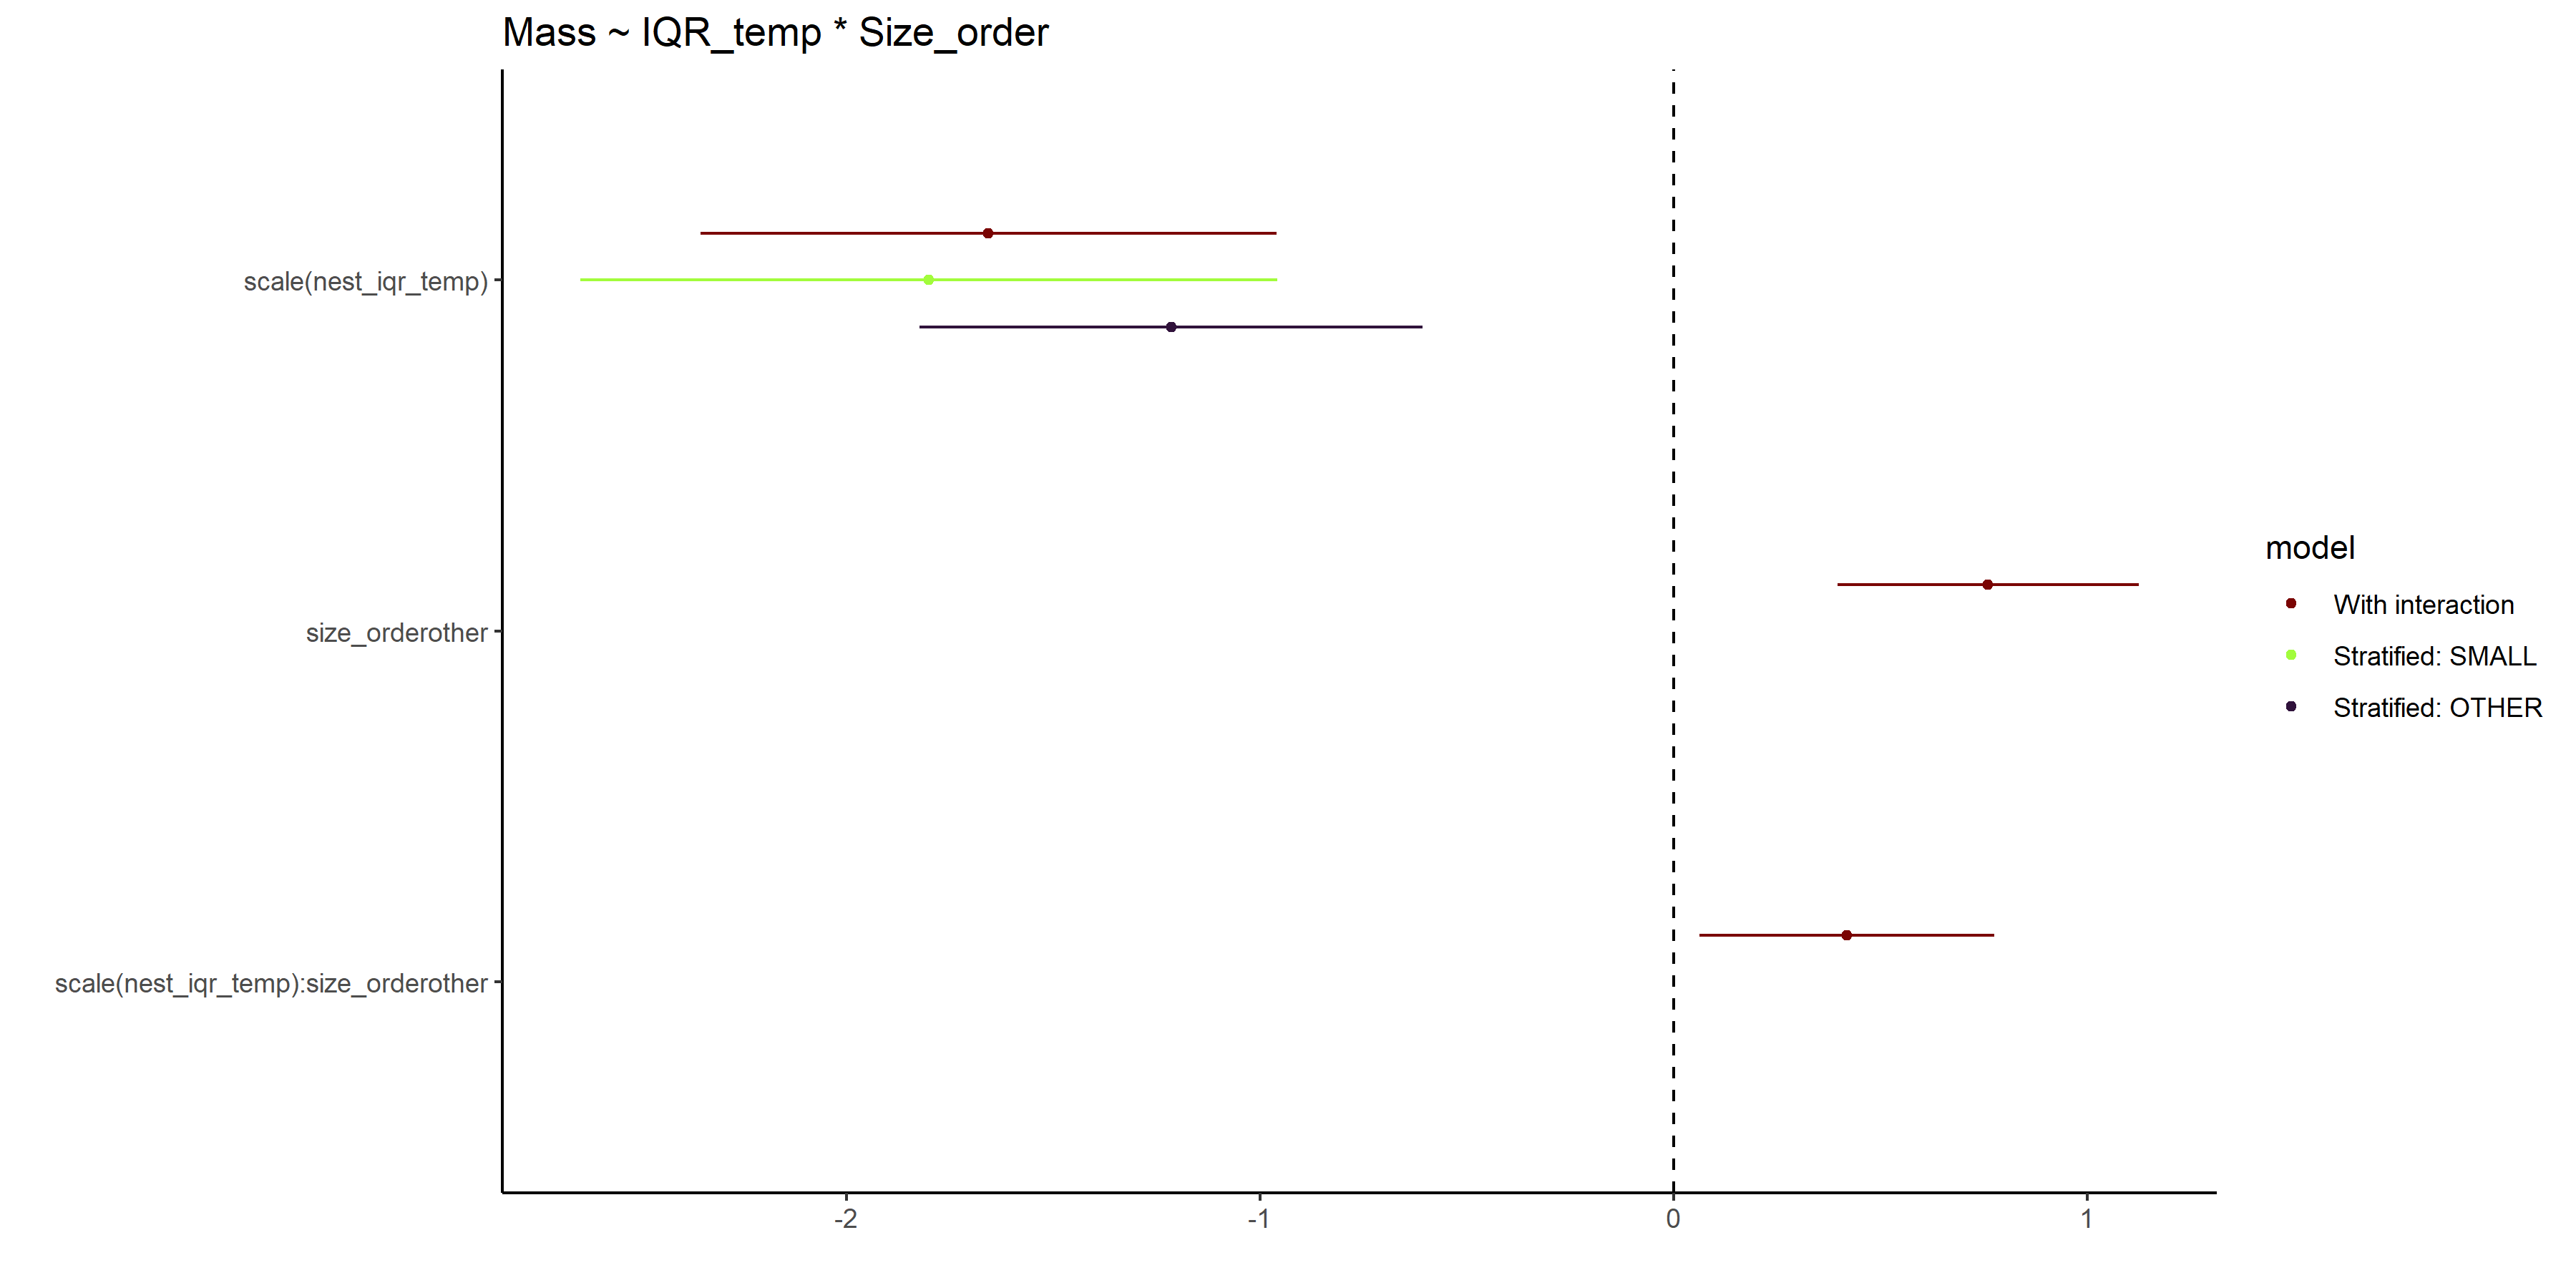 Mass ~ IQR_temp * Size_order
scale(nest_iqr_temp)
size_orderother
scale(nest_iqr_temp):size_orderother
-2
-1
0
1
model
With interaction
Stratified: SMALL
Stratified: OTHER